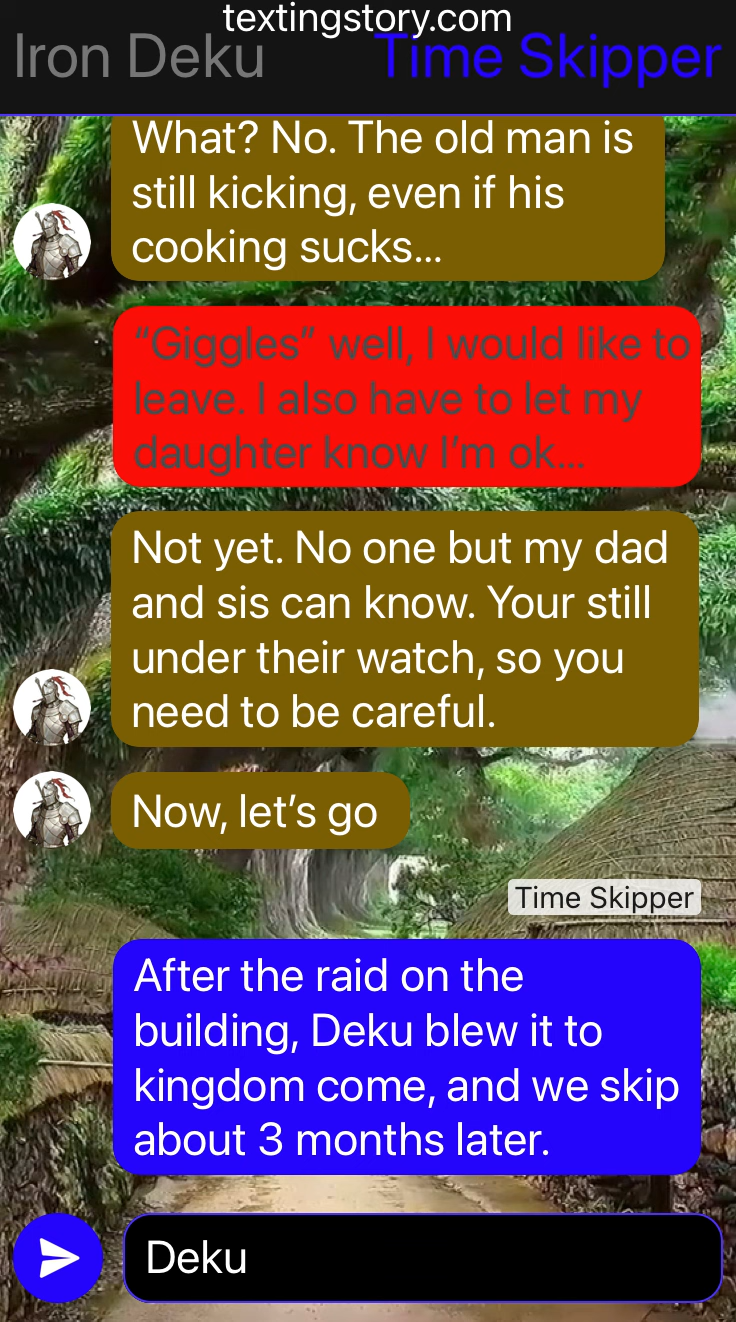 textingstory.com
Iron Deku Time Skipper
What? No. The old man is
still kicking, even if his
cooking sucks...
“Giggles” well, I would like to
leave. I also have to let my
daughter know I’m ok...
Not yet. No one but my dad
and sis can know. Your still
under their watch, so you
need to be careful.
Now, let’s go
Time Skipper
After the raid on the
building, Deku blew it to
kingdom come, and we skip
about 3 months later.
Deku